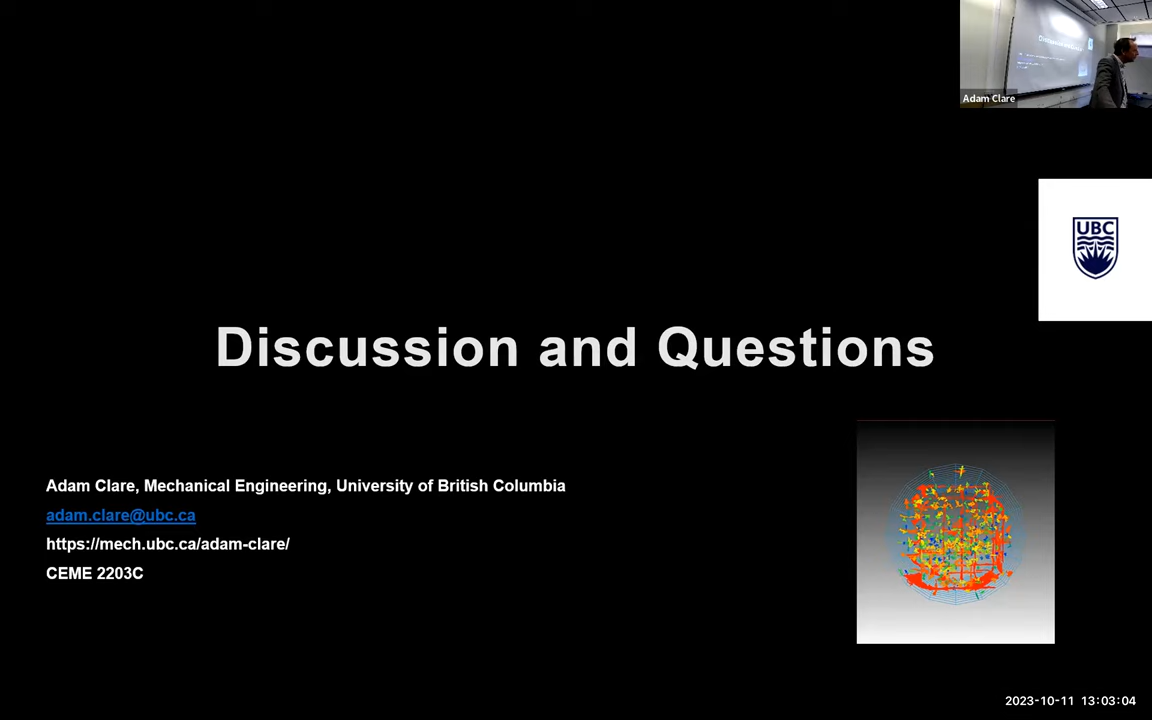 Adam Clare
UBC
Discussion and Questions
Adam Clare, Mechanical Engineering, University of British Columbia
adam.clare@ubc.ca
https://mech.ubc.ca/adam-clare/
CEME 2203C
2023-10-11 13:03:04